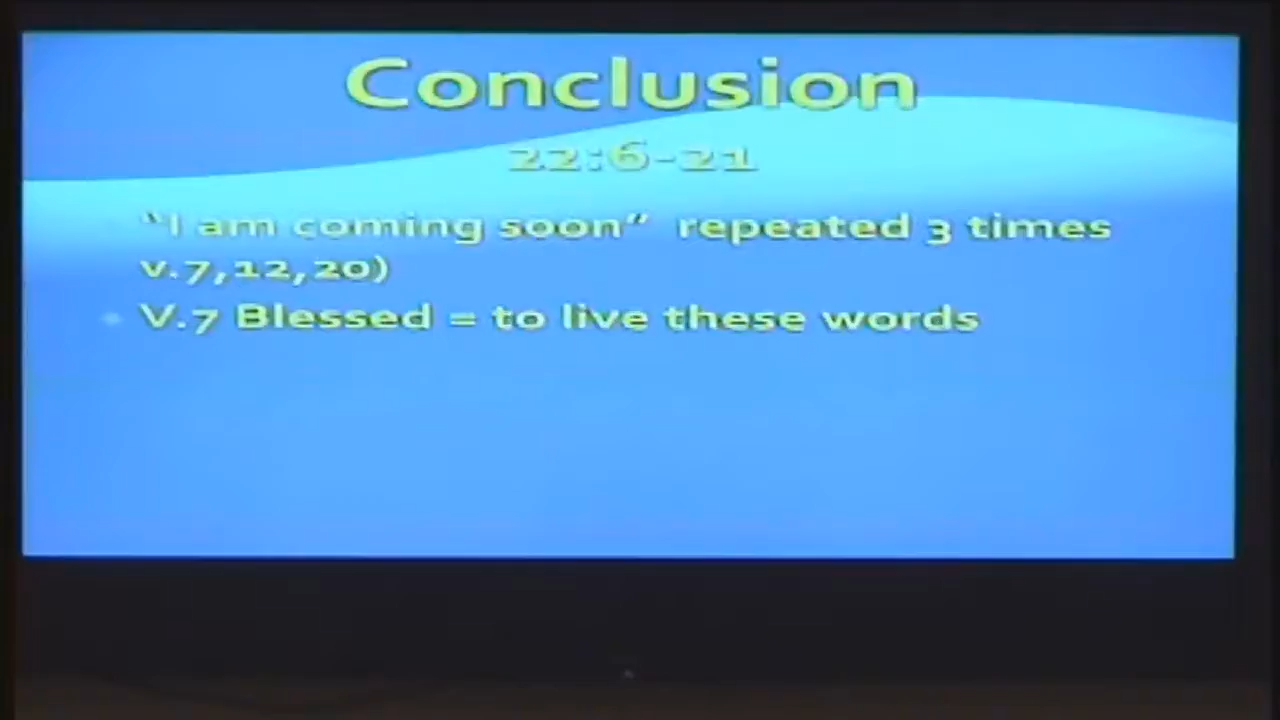 Conclusion
22:6-21
“I am coming soon” repeated 3 times
v.7,12,20)
V.7 Blessed = to live these words